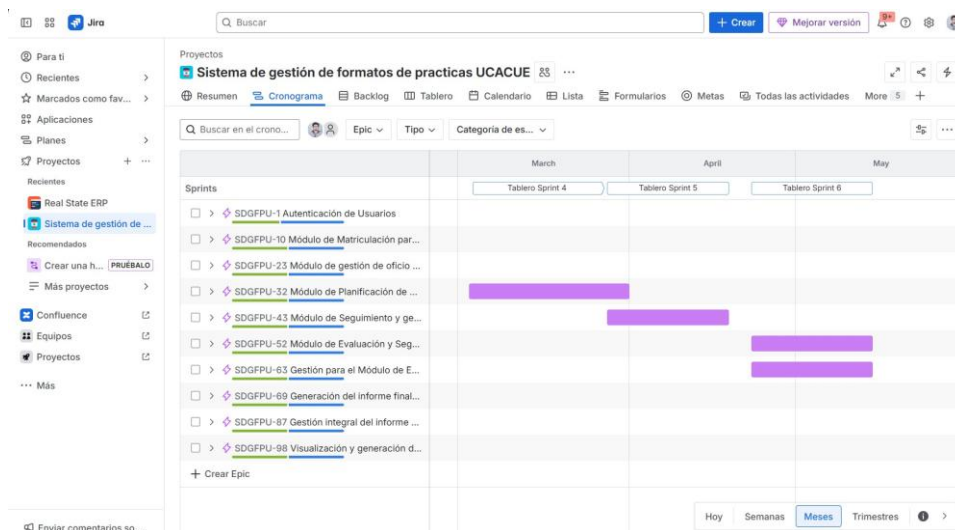 Jira
Buscar
+ Crear
Mejorar versión
9+
Para ti
Recientes
Marcados como fav...
Aplicaciones
Planes
Proyectos
Recientes
Real State ERP
Sistema de gestión de ...
Recomendados
Crear una h... PRUÉBALO
Más proyectos
Confluence
Equipos
Proyectos
Más
Enviar comentarios so...
Proyectos
Sistema de gestión de formatos de practicas UCACUE
Resumen Cronograma Backlog Tablero Calendario Lista Formularios Metas Todas las actividades More 5 +
Buscar en el crono... Epic Tipo Categoría de es...
March April May
Sprints Tablero Sprint 4 Tablero Sprint 5 Tablero Sprint 6
SDGFPU-1 Autenticación de Usuarios
SDGFPU-10 Módulo de Matriculación par...
SDGFPU-23 Módulo de gestión de oficio ...
SDGFPU-32 Módulo de Planificación de ...
SDGFPU-43 Módulo de Seguimiento y ge...
SDGFPU-52 Módulo de Evaluación y Seg...
SDGFPU-63 Gestión para el Módulo de E...
SDGFPU-69 Generación del informe final...
SDGFPU-87 Gestión integral del informe ...
SDGFPU-98 Visualización y generación d...
+ Crear Epic
Hoy Semanas Meses Trimestres